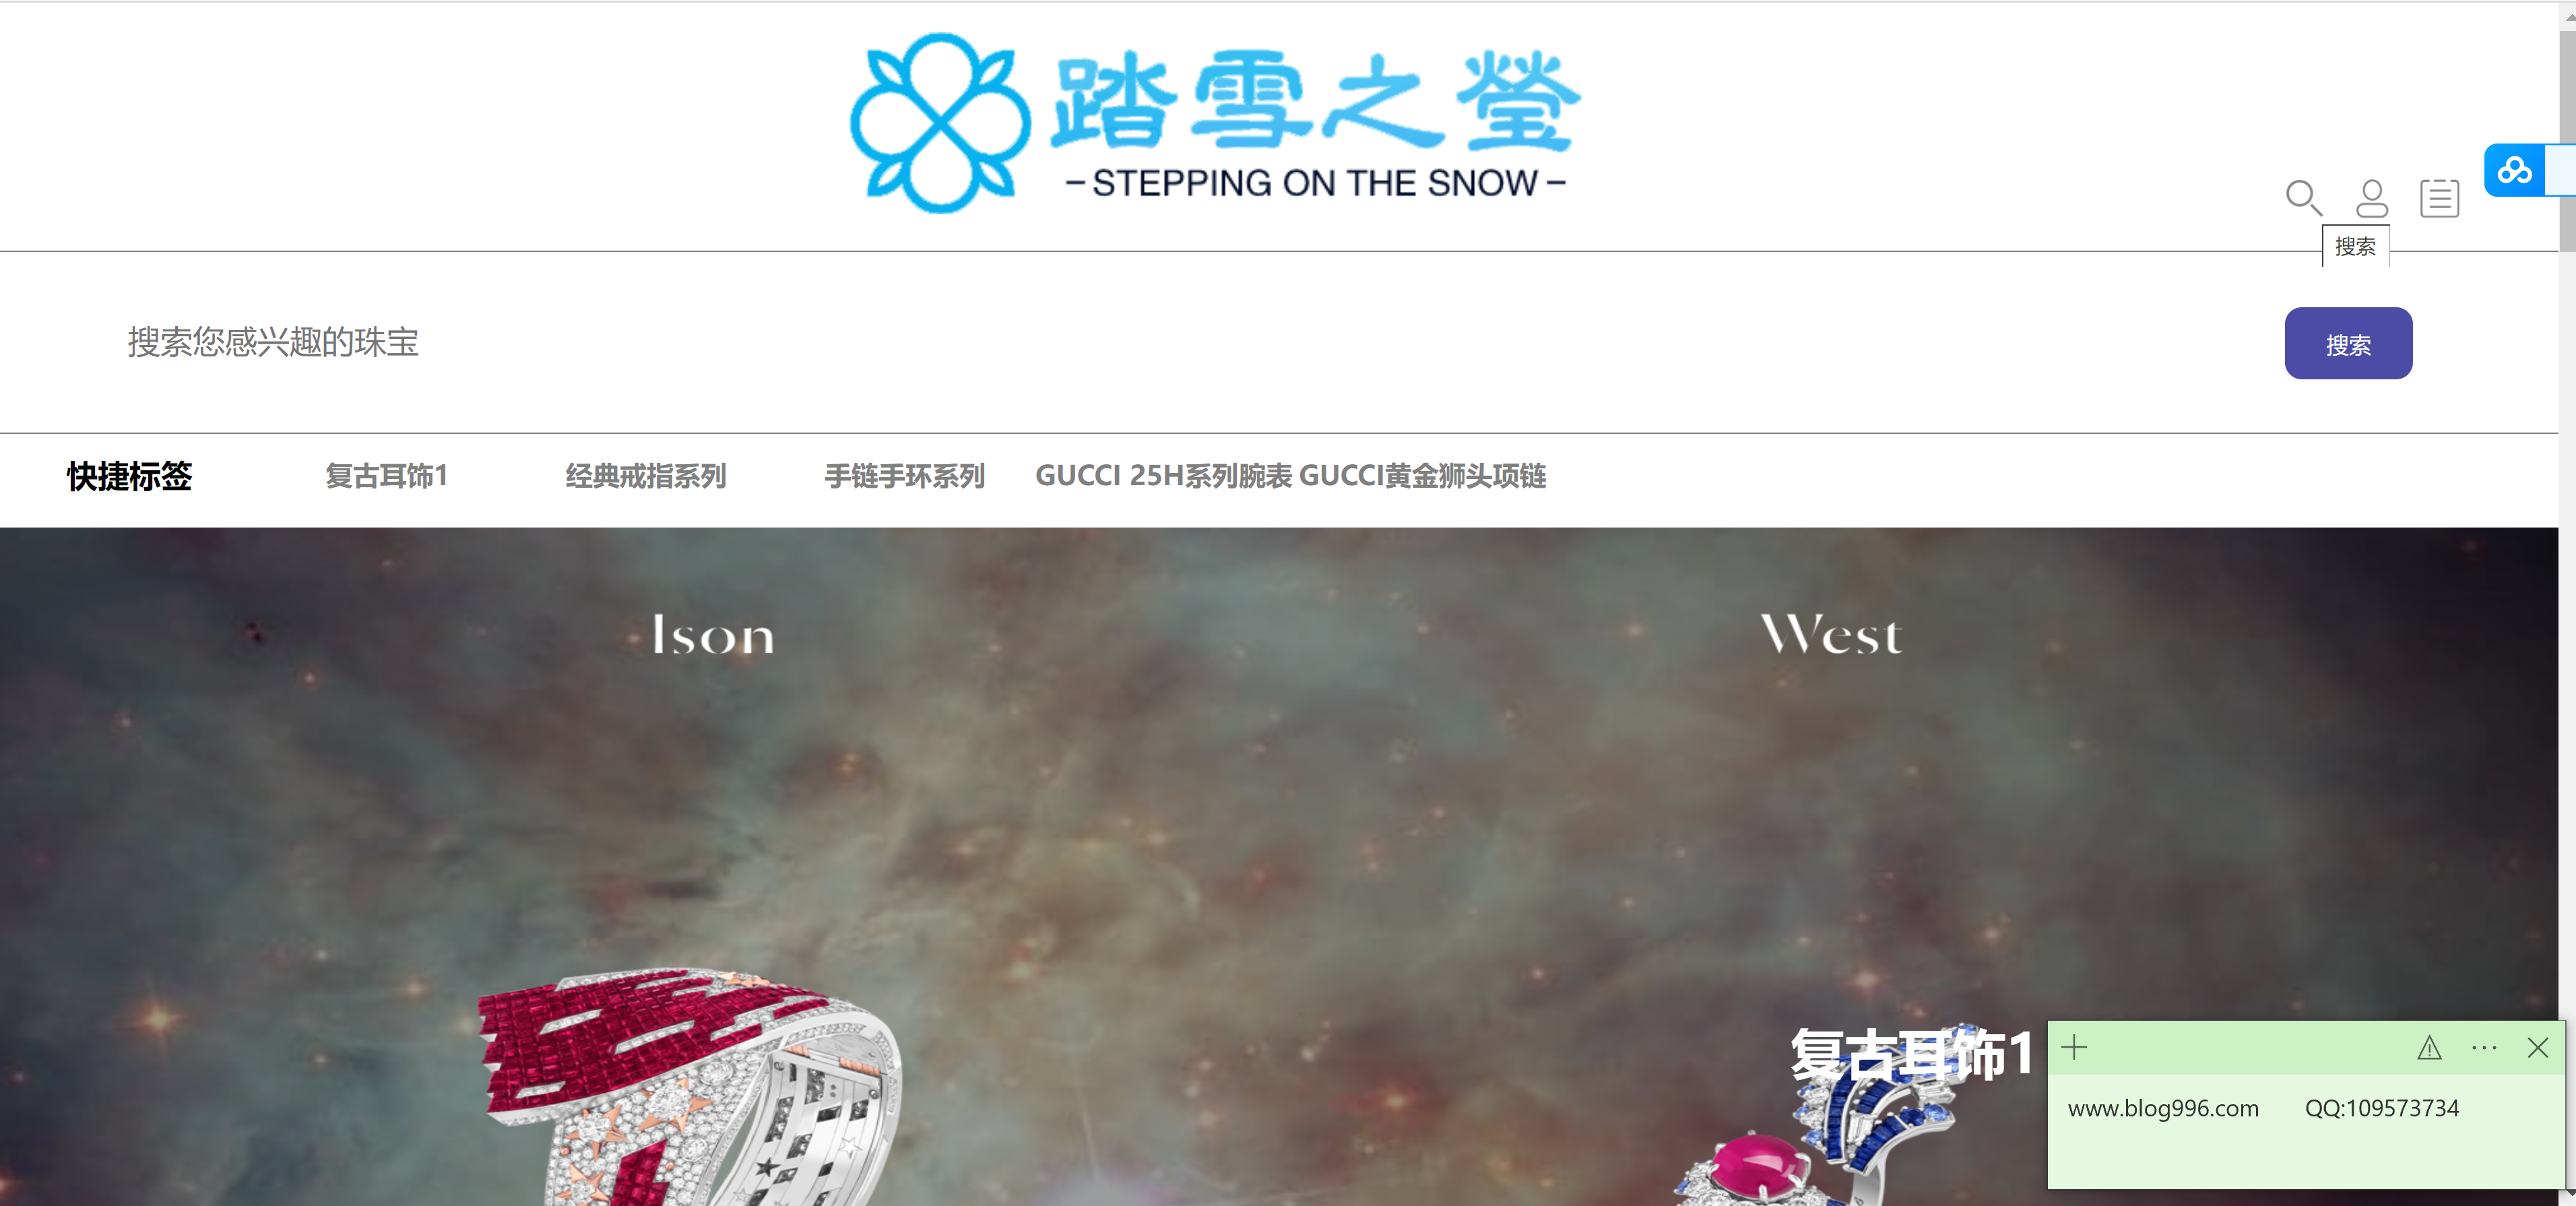 踏雪之瑩
-STEPPING ON THE SNOW-
搜索
搜索您感兴趣的珠宝
搜索
快捷标签 复古耳饰1 经典戒指系列 手链手环系列 GUCCI 25H系列腕表 GUCCI黄金狮头项链
Ison
West
复古耳饰1
www.blog996.com QQ:109573734